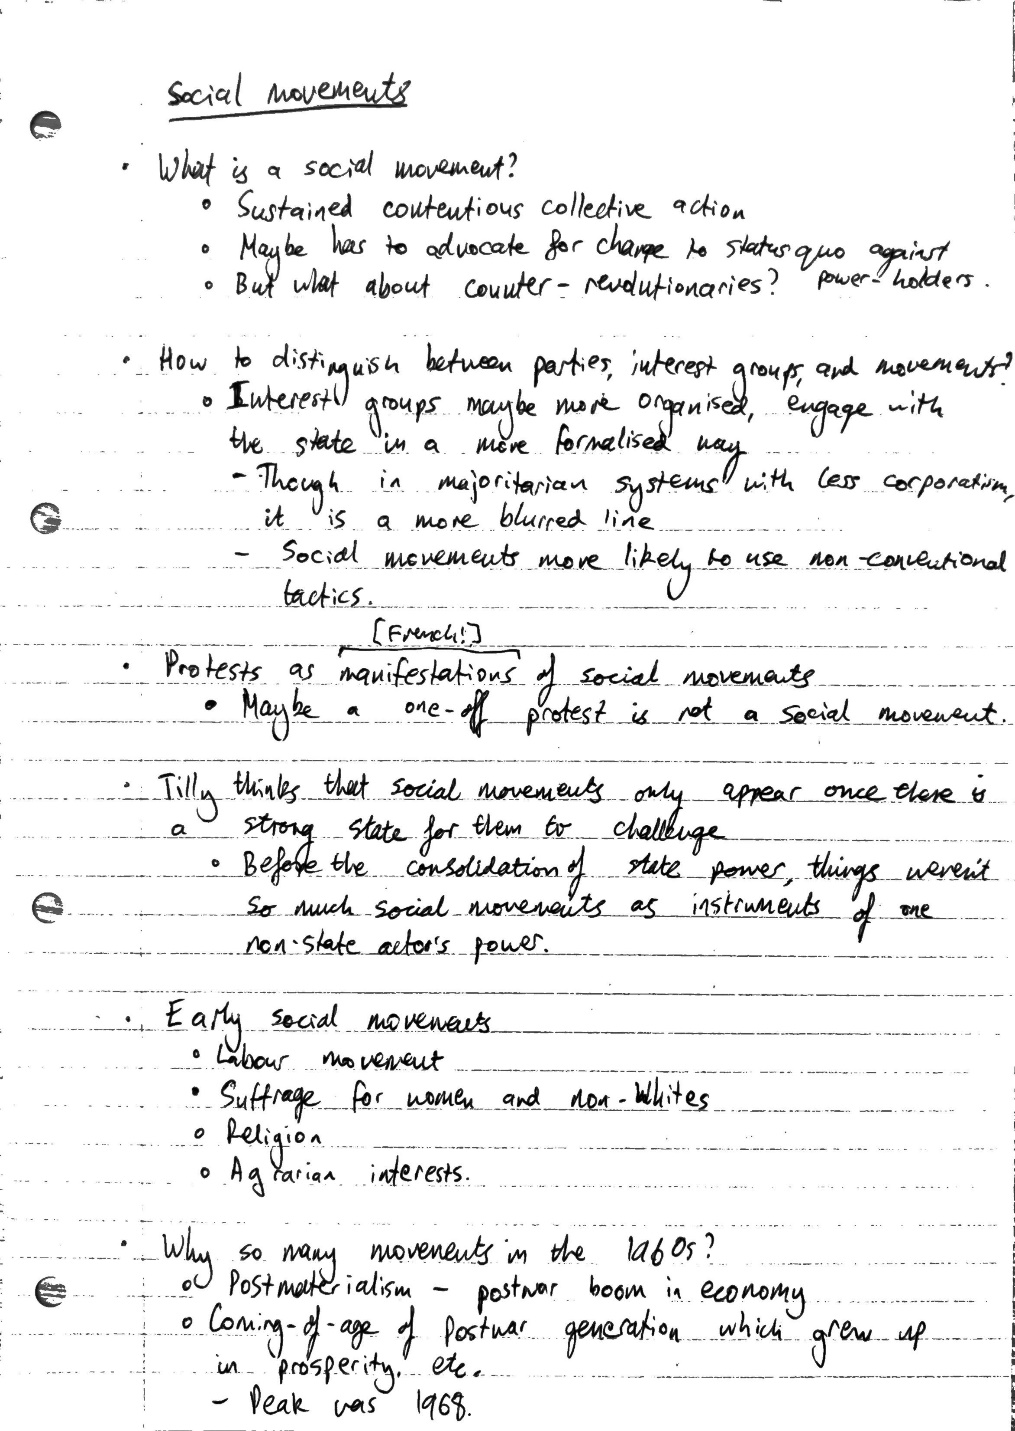 Social movements
• What is a social movement?
◦ Sustained contentious collective action
◦ Maybe has to advocate for change to status quo against
power-holders.
◦ But what about counter-revolutionaries?
• How to distinguish between parties, interest groups, and movements?
◦ Interest groups maybe more organised, engage with
the state in a more formalised way
- Though in majoritarian systems with less corporatism,
it is a more blurred line
- Social movements more likely to use non-conventional
tactics.
[French!]
• Protests as manifestations of social movements
• Maybe a one-off protest is not a social movement.
• Tilly thinks that social movements only appear once there is
a strong state for them to challenge
◦ Before the consolidation of state power, things weren't
so much social movements as instruments of one
non-state actor's power.
• Early social movements
◦ Labour movement
• Suffrage for women and non-Whites
◦ Religion
◦ Agrarian interests.
• Why so many movements in the 1960s?
◦ Postmaterialism - postwar boom in economy
◦ Coming-of-age of postwar generation which grew up
in prosperity, etc.
- Peak was 1968.